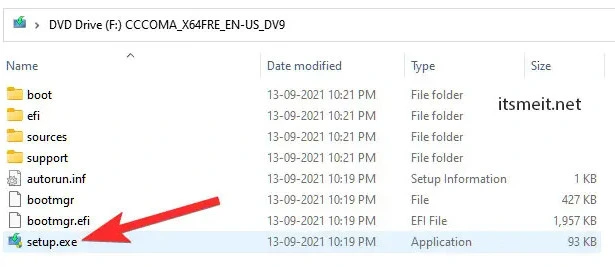 DVD Drive (F:) CCCOMA_X64FRE_EN-US_DV9
Name Date modified Type Size
boot 13-09-2021 10:21 PM File folder
efi 13-09-2021 10:21 PM File folder
itsmeit.net
sources 13-09-2021 10:21 PM File folder
support 13-09-2021 10:21 PM File folder
autorun.inf 13-09-2021 10:19 PM Setup Information 1 KB
bootmgr 13-09-2021 10:19 PM File 427 KB
bootmgr.efi 13-09-2021 10:19 PM EFI File 1,957 KB
setup.exe 13-09-2021 10:19 PM Application 93 KB